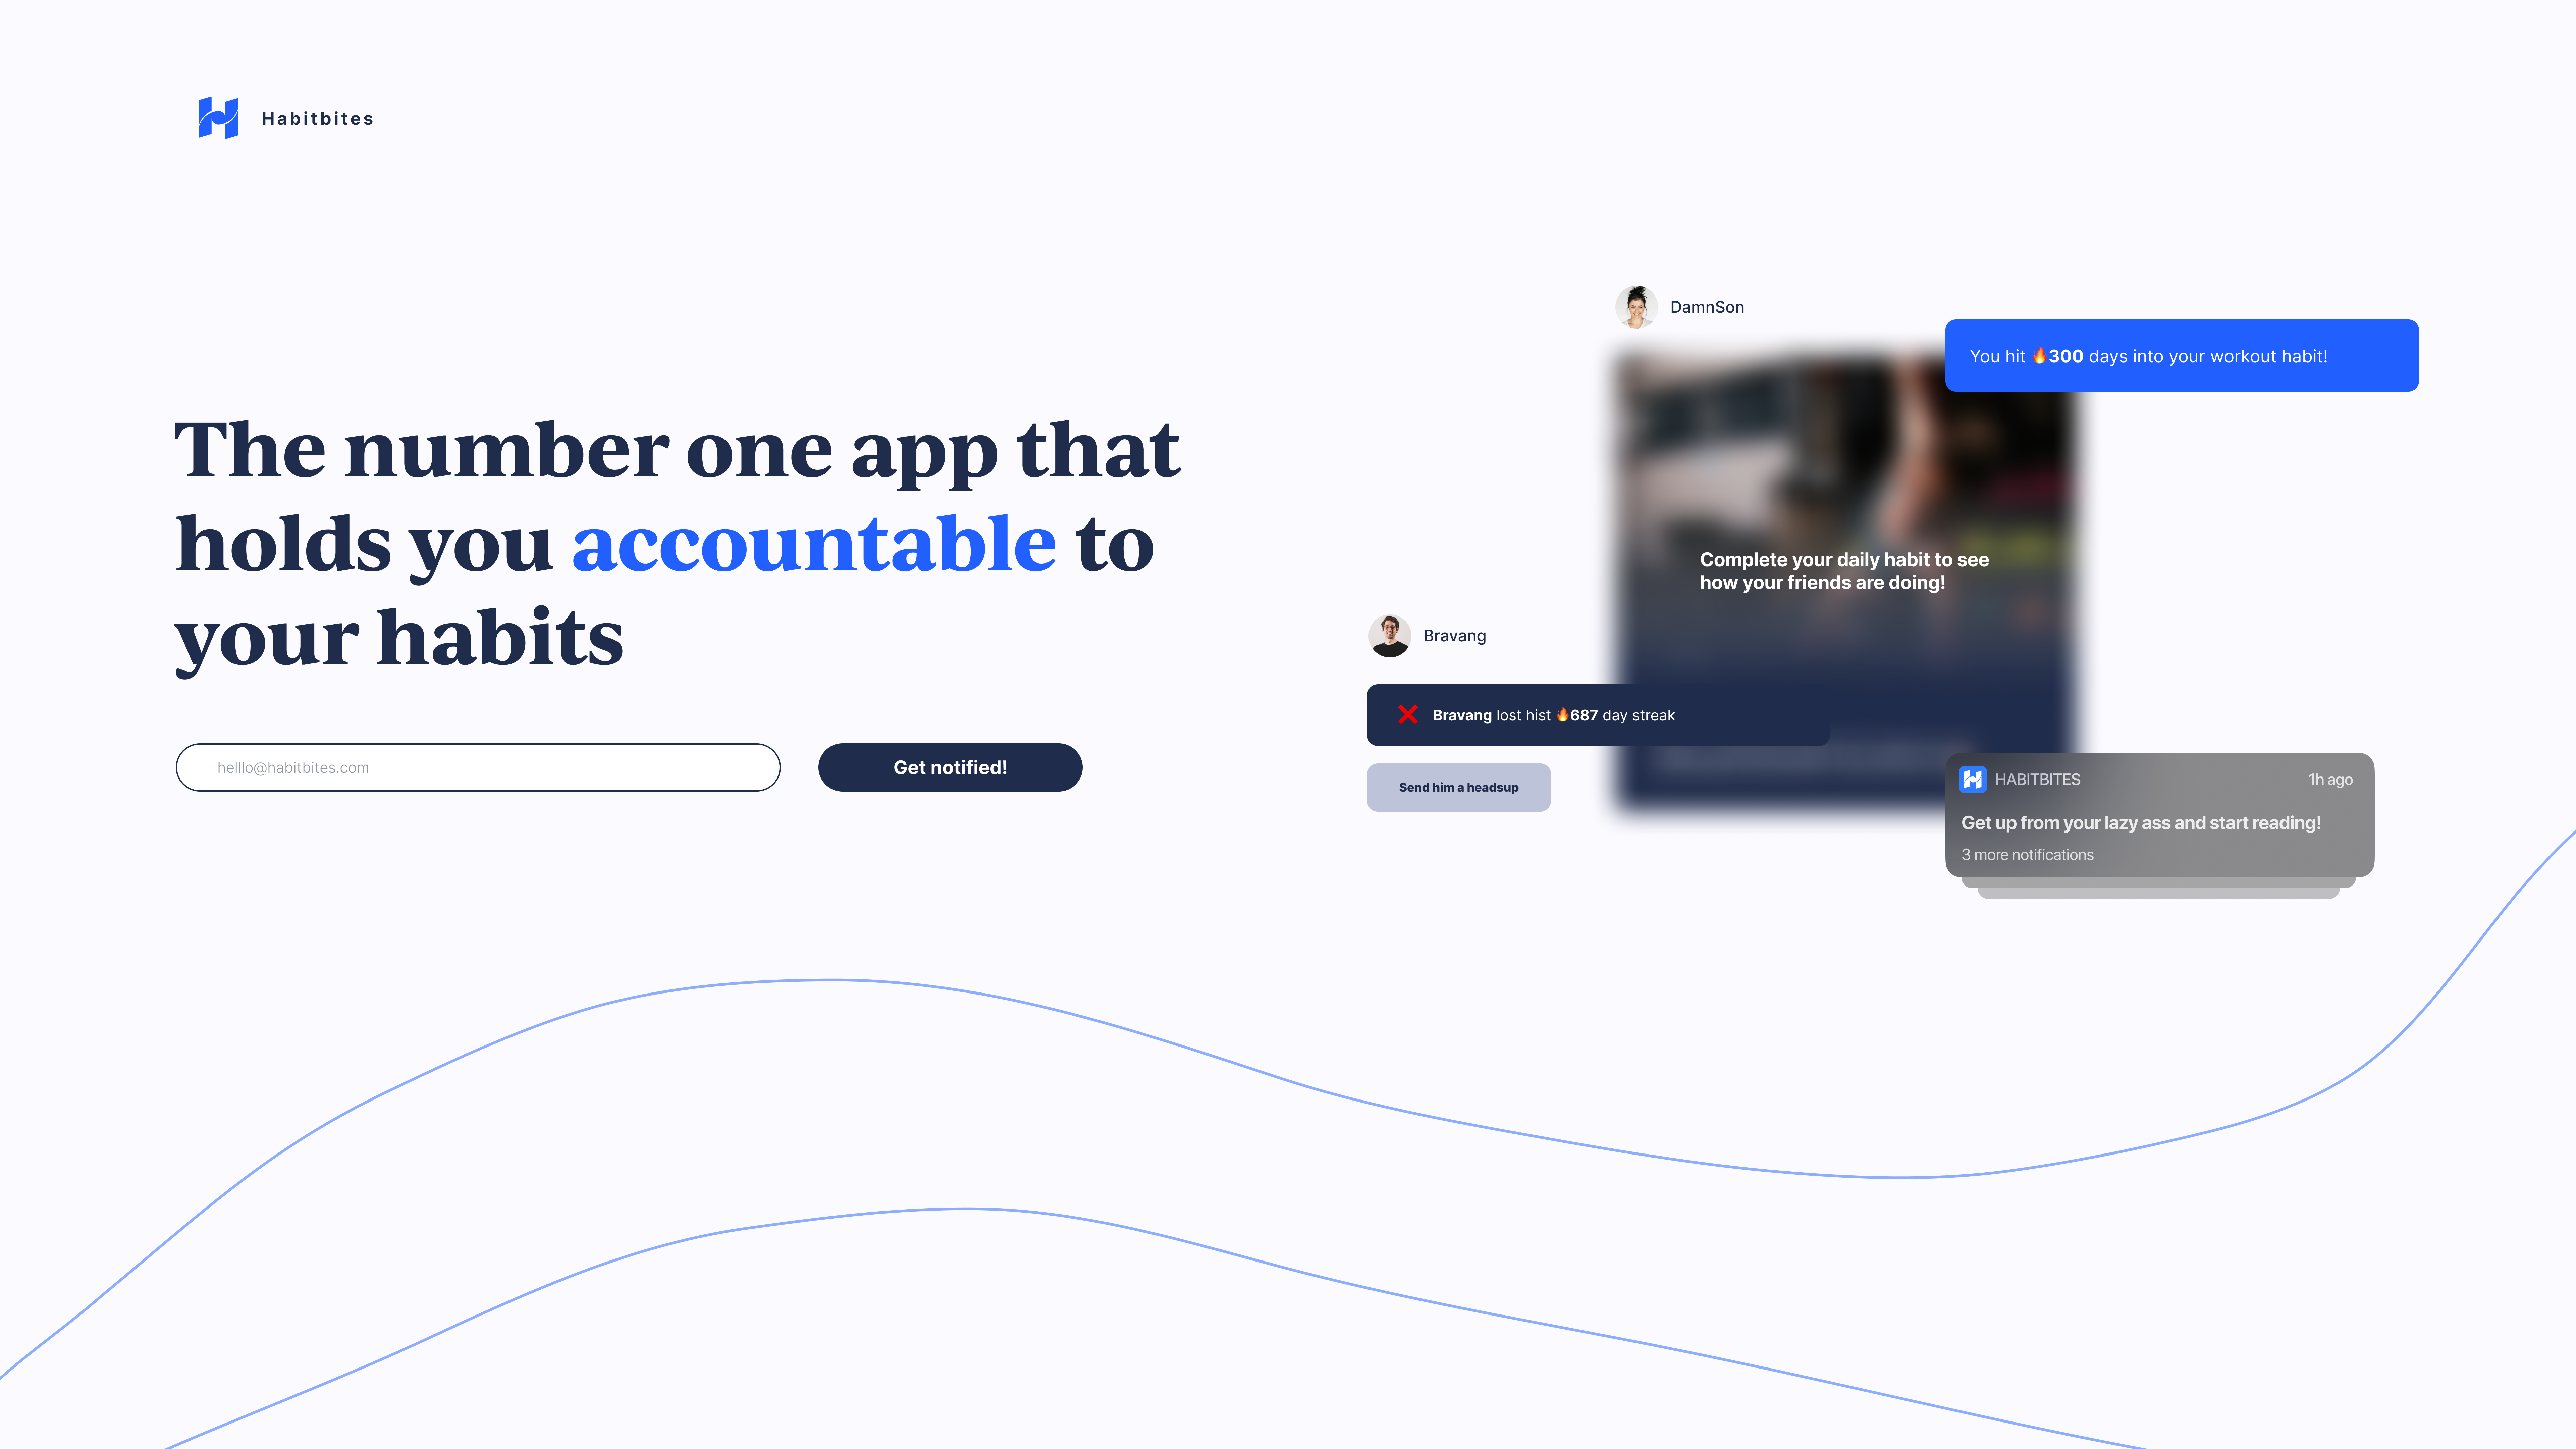 Habitbites
The number one app that
holds you accountable to
your habits
helllo@habitbites.com
Get notified!
DamnSon
You hit 🔥300 days into your workout habit!
Complete your daily habit to see
how your friends are doing!
Bravang
❌ Bravang lost hist 🔥687 day streak
Send him a headsup
HABITBITES
1h ago
Get up from your lazy ass and start reading!
3 more notifications